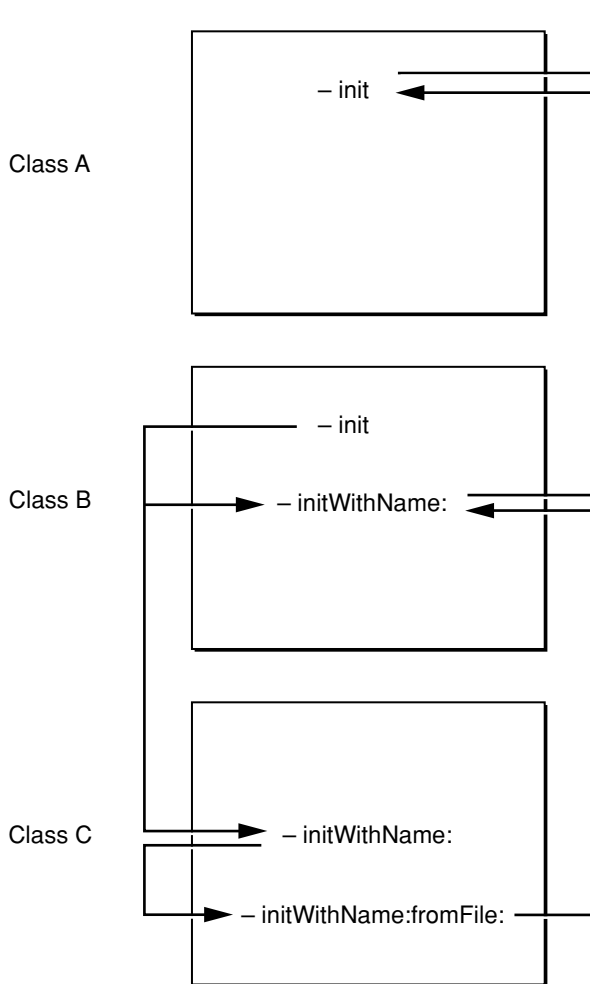 – init
Class A
– init
Class B
– initWithName:
Class C
– initWithName:
– initWithName:fromFile: